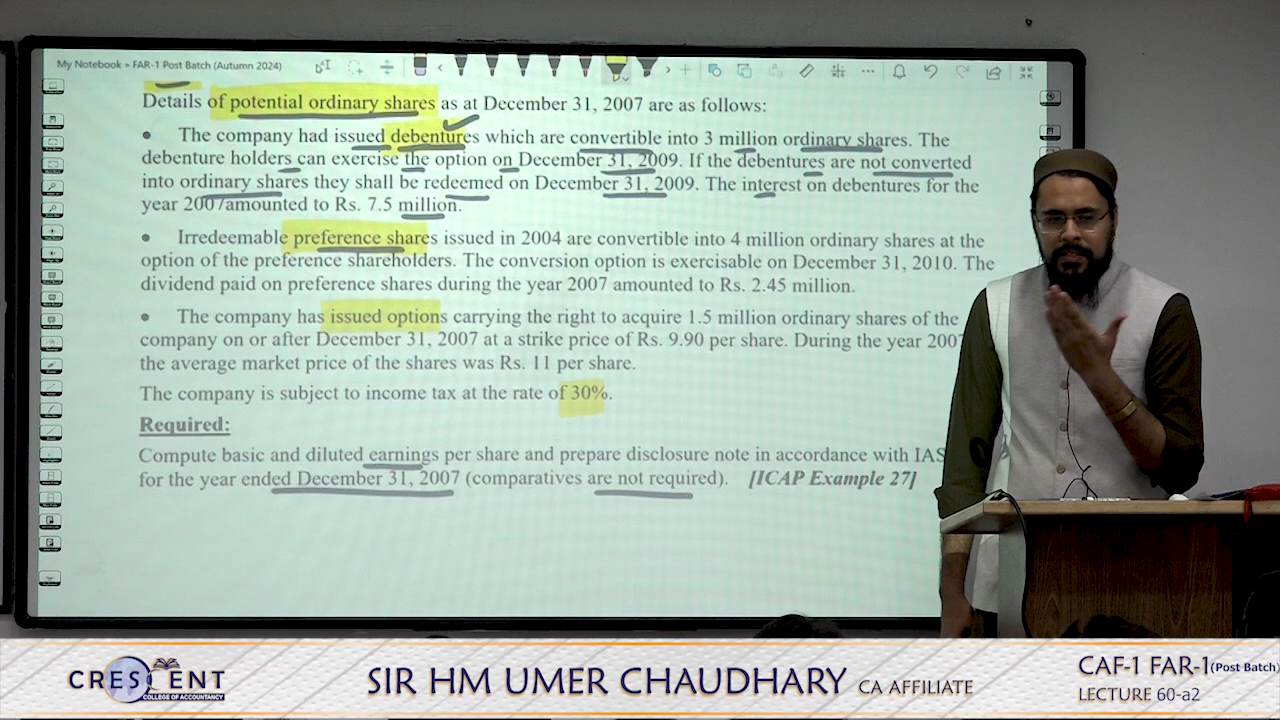 My Notebook » FAR-1 Post Batch (Autumn 2024)
Details of potential ordinary shares as at December 31, 2007 are as follows:
• The company had issued debentures which are convertible into 3 million ordinary shares. The
debenture holders can exercise the option on December 31, 2009. If the debentures are not converted
into ordinary shares they shall be redeemed on December 31, 2009. The interest on debentures for the
year 2007amounted to Rs. 7.5 million.
• Irredeemable preference shares issued in 2004 are convertible into 4 million ordinary shares at the
option of the preference shareholders. The conversion option is exercisable on December 31, 2010. The
dividend paid on preference shares during the year 2007 amounted to Rs. 2.45 million.
• The company has issued options carrying the right to acquire 1.5 million ordinary shares of the
company on or after December 31, 2007 at a strike price of Rs. 9.90 per share. During the year 200
the average market price of the shares was Rs. 11 per share.
The company is subject to income tax at the rate of 30%.
Required:
Compute basic and diluted earnings per share and prepare disclosure note in accordance with IAS
for the year ended December 31, 2007 (comparatives are not required). [ICAP Example 27]
CRESCENT
COLLEGE OF ACCOUNTANCY
SIR HM UMER CHAUDHARY CA AFFILIATE
CAF-1 FAR-1(Post Batch)
LECTURE 60-a2